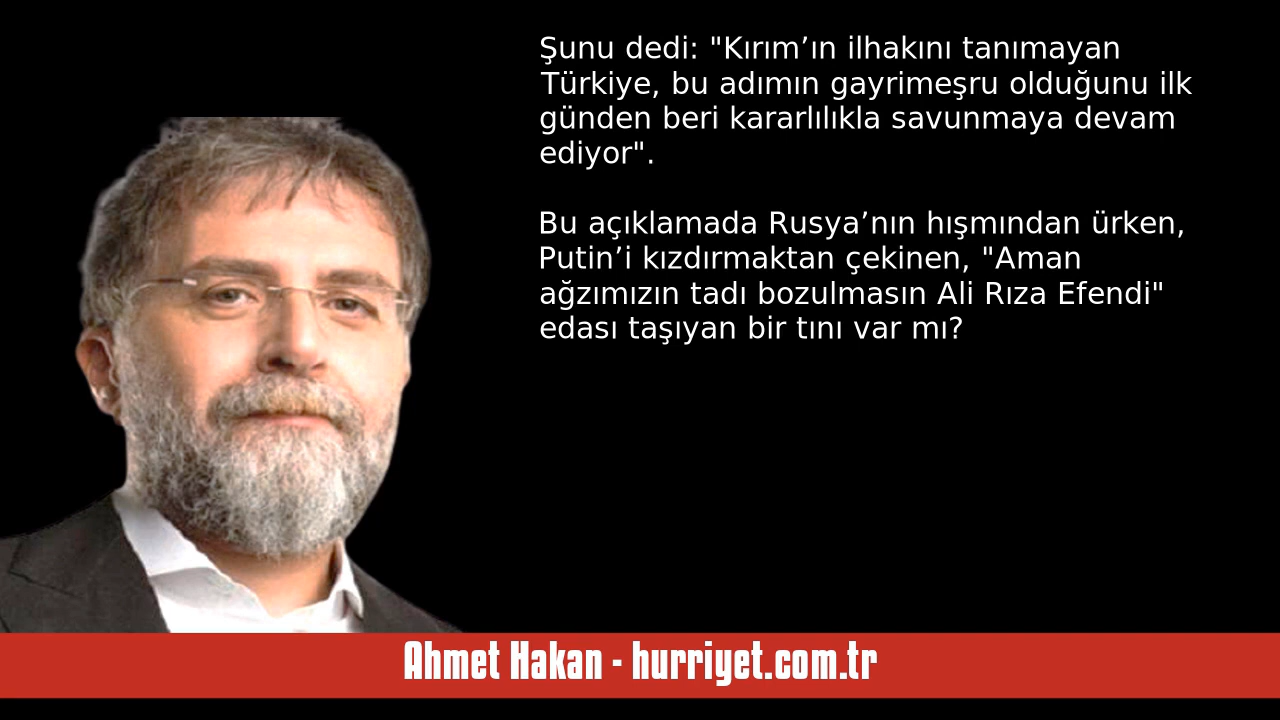 Şunu dedi: "Kırım’ın ilhakını tanımayan
Türkiye, bu adımın gayrimeşru olduğunu ilk
günden beri kararlılıkla savunmaya devam
ediyor".
Bu açıklamada Rusya’nın hışmından ürken,
Putin’i kızdırmaktan çekinen, "Aman
ağzımızın tadı bozulmasın Ali Rıza Efendi"
edası taşıyan bir tını var mı?
Ahmet Hakan - hurriyet.com.tr